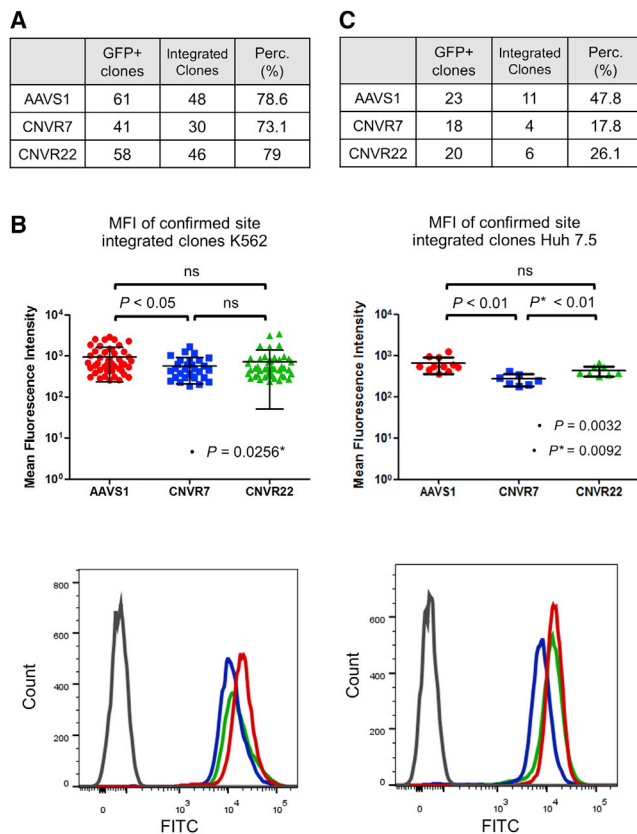 A
GFP+ clones Integrated Clones Perc. (%)
AAVS1 61 48 78.6
CNVR7 41 30 73.1
CNVR22 58 46 79
C
GFP+ clones Integrated Clones Perc. (%)
AAVS1 23 11 47.8
CNVR7 18 4 17.8
CNVR22 20 6 26.1
B
MFI of confirmed site
integrated clones K562
ns
P < 0.05 ns
Mean Fluorescence Intensity
10⁴
10³
10²
10¹
10⁰
• P = 0.0256*
AAVS1 CNVR7 CNVR22
MFI of confirmed site
integrated clones Huh 7.5
ns
P < 0.01 P* < 0.01
Mean Fluorescence Intensity
10⁴
10³
10²
10¹
10⁰
• P = 0.0032
• P* = 0.0092
AAVS1 CNVR7 CNVR22
Count
800
600
400
200
0
0 10³ 10⁴ 10⁵
FITC
Count
600
400
200
0
0 10³ 10⁴ 10⁵
FITC